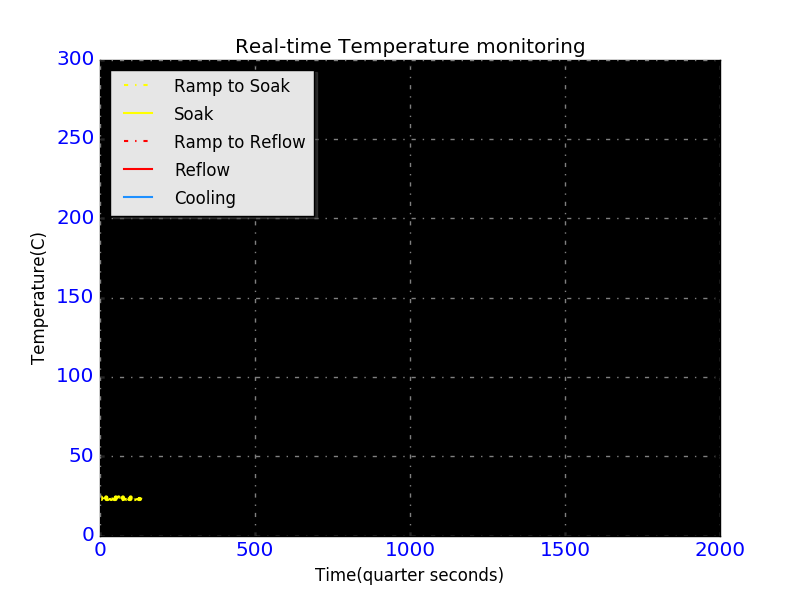 Real-time Temperature monitoring
300
250
200
150
100
50
0
Temperature(C)
Ramp to Soak
Soak
Ramp to Reflow
Reflow
Cooling
0 500 1000 1500 2000
Time(quarter seconds)